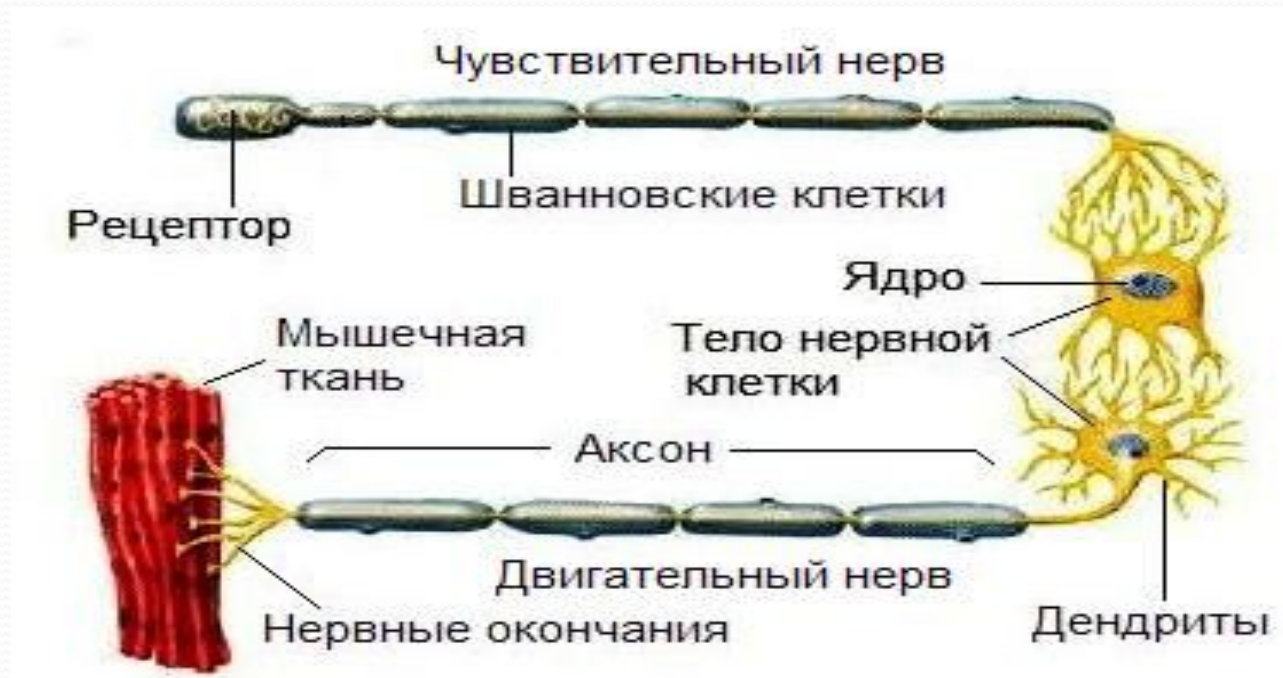 Чувствительный нерв
Шванновские клетки
Рецептор
Ядро
Мышечная
ткань
Тело нервной
клетки
Аксон
Двигательный нерв
Нервные окончания
Дендриты